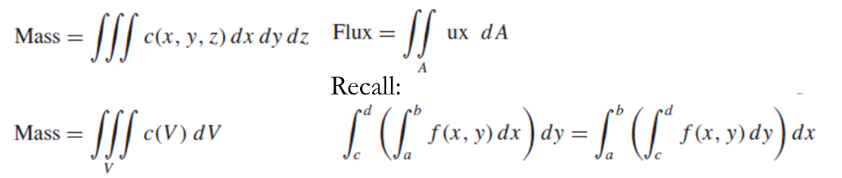 Mass = ∭ c(x, y, z) dx dy dz
Flux = ∬_A ux dA
Recall:
Mass = ∭_V c(V) dV
∫_c^d (∫_a^b f(x, y) dx) dy = ∫_a^b (∫_c^d f(x, y) dy) dx